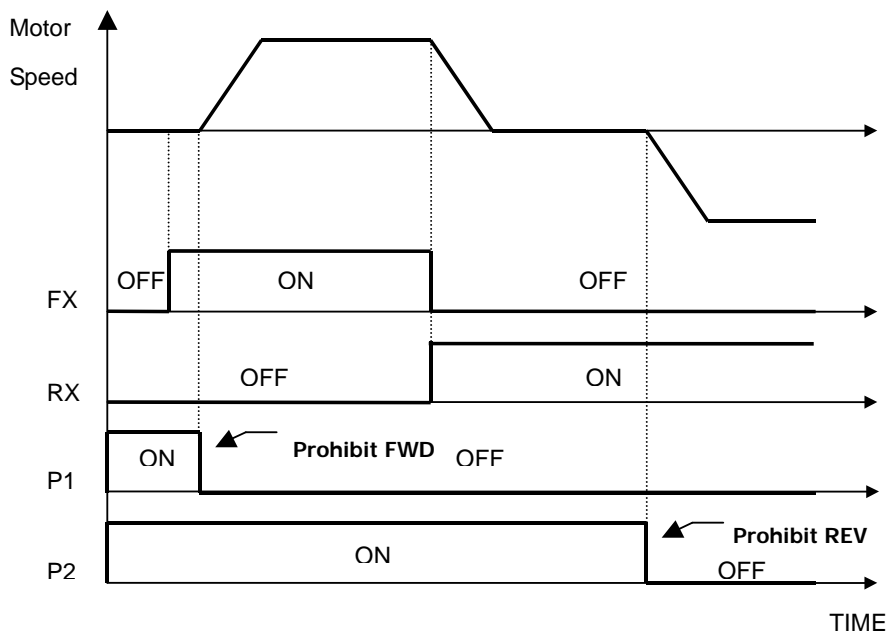 Motor
Speed
OFF
ON
OFF
FX
OFF
ON
RX
ON
Prohibit FWD
OFF
P1
ON
Prohibit REV
OFF
P2
TIME